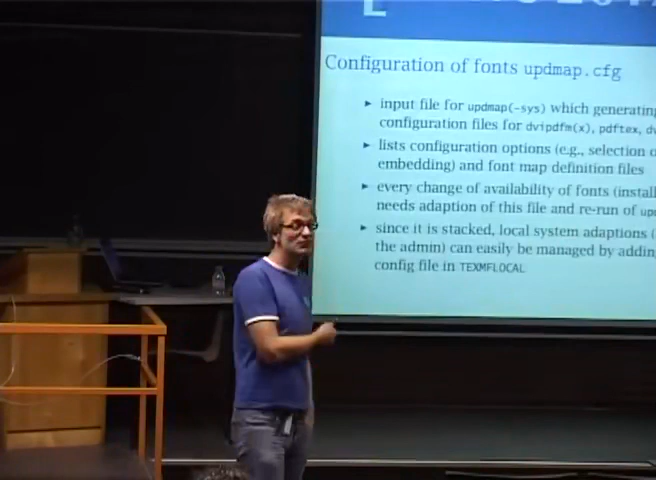 Configuration of fonts updmap.cfg
input file for updmap(-sys) which generating
configuration files for dvipdfm(x), pdftex,
lists configuration options (e.g., selection
embedding) and font map definition files
every change of availability of fonts
needs adaption of this file and re-run of
since it is stacked, local system adaptions
the admin) can easily be managed by adding
config file in TEXMFLOCAL